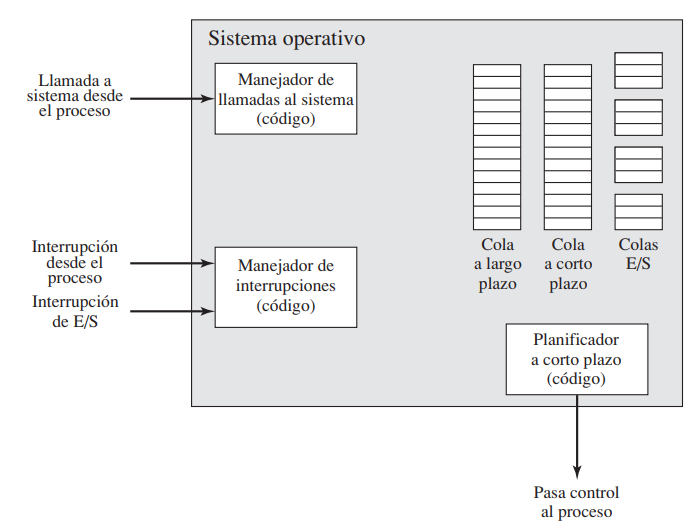 Sistema operativo
Llamada a
sistema desde
el proceso
Manejador de
llamadas al sistema
(código)
Interrupción
desde el
proceso
Interrupción
de E/S
Manejador de
interrupciones
(código)
Cola
a largo
plazo
Cola
a corto
plazo
Colas
E/S
Planificador
a corto plazo
(código)
Pasa control
al proceso